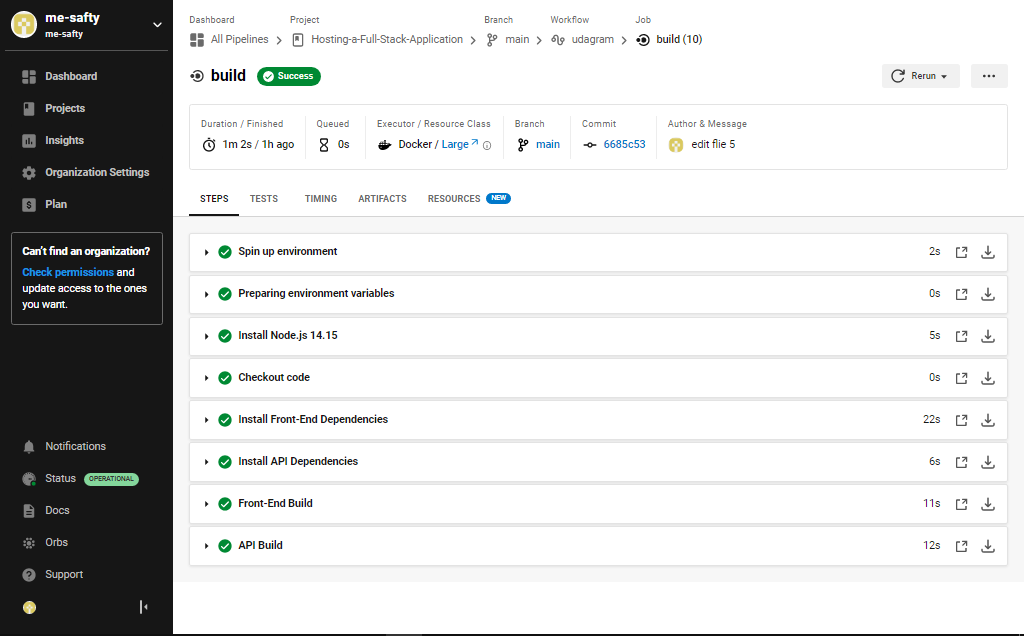 me-safty
me-safty
Dashboard
Projects
Insights
Organization Settings
Plan
Can't find an organization?
Check permissions and
update access to the ones
you want.
Notifications
Status OPERATIONAL
Docs
Orbs
Support
Dashboard Project Branch Workflow Job
All Pipelines Hosting-a-Full-Stack-Application main udagram build (10)
build Success Rerun
Duration / Finished Queued Executor / Resource Class Branch Commit Author & Message
1m 2s / 1h ago 0s Docker / Large main 6685c53 edit flie 5
STEPS TESTS TIMING ARTIFACTS RESOURCES NEW
Spin up environment 2s
Preparing environment variables 0s
Install Node.js 14.15 5s
Checkout code 0s
Install Front-End Dependencies 22s
Install API Dependencies 6s
Front-End Build 11s
API Build 12s